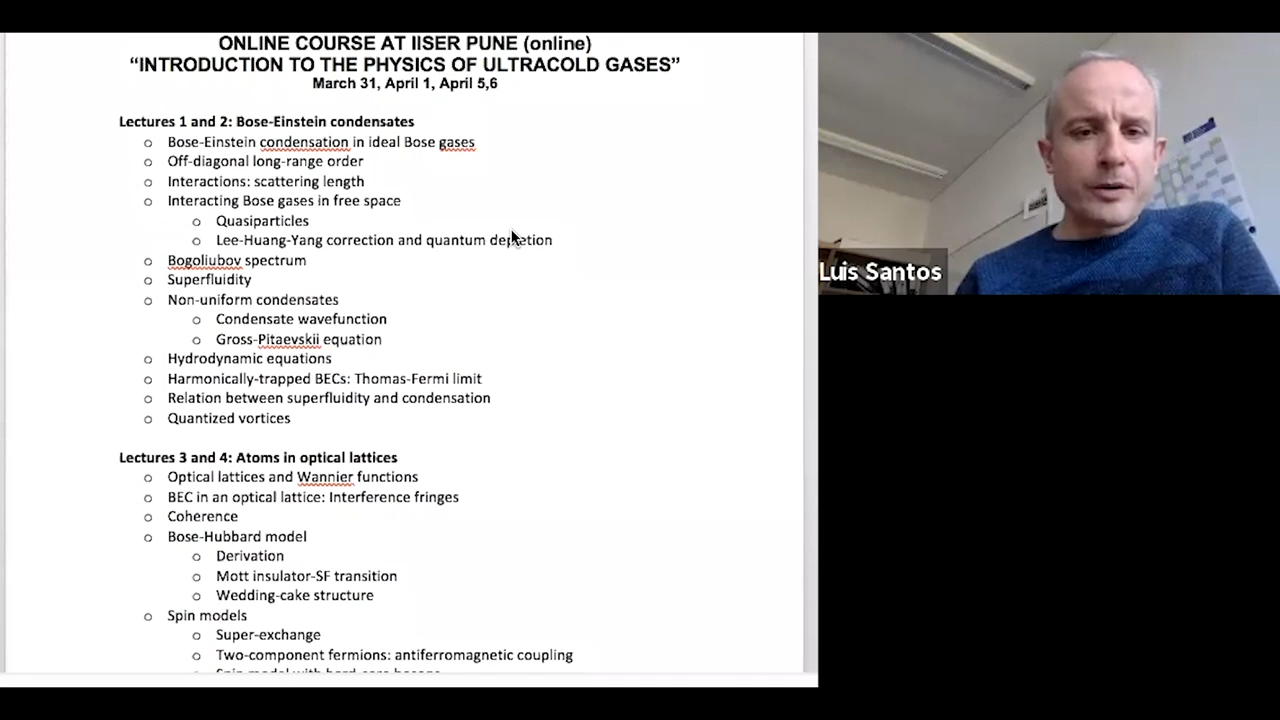 ONLINE COURSE AT IISER PUNE (online)
“INTRODUCTION TO THE PHYSICS OF ULTRACOLD GASES”
March 31, April 1, April 5,6
Lectures 1 and 2: Bose-Einstein condensates
o Bose-Einstein condensation in ideal Bose gases
o Off-diagonal long-range order
o Interactions: scattering length
o Interacting Bose gases in free space
o Quasiparticles
o Lee-Huang-Yang correction and quantum depletion
o Bogoliubov spectrum
o Superfluidity
o Non-uniform condensates
o Condensate wavefunction
o Gross-Pitaevskii equation
o Hydrodynamic equations
o Harmonically-trapped BECs: Thomas-Fermi limit
o Relation between superfluidity and condensation
o Quantized vortices
Lectures 3 and 4: Atoms in optical lattices
o Optical lattices and Wannier functions
o BEC in an optical lattice: Interference fringes
o Coherence
o Bose-Hubbard model
o Derivation
o Mott insulator-SF transition
o Wedding-cake structure
o Spin models
o Super-exchange
o Two-component fermions: antiferromagnetic coupling
Luis Santos